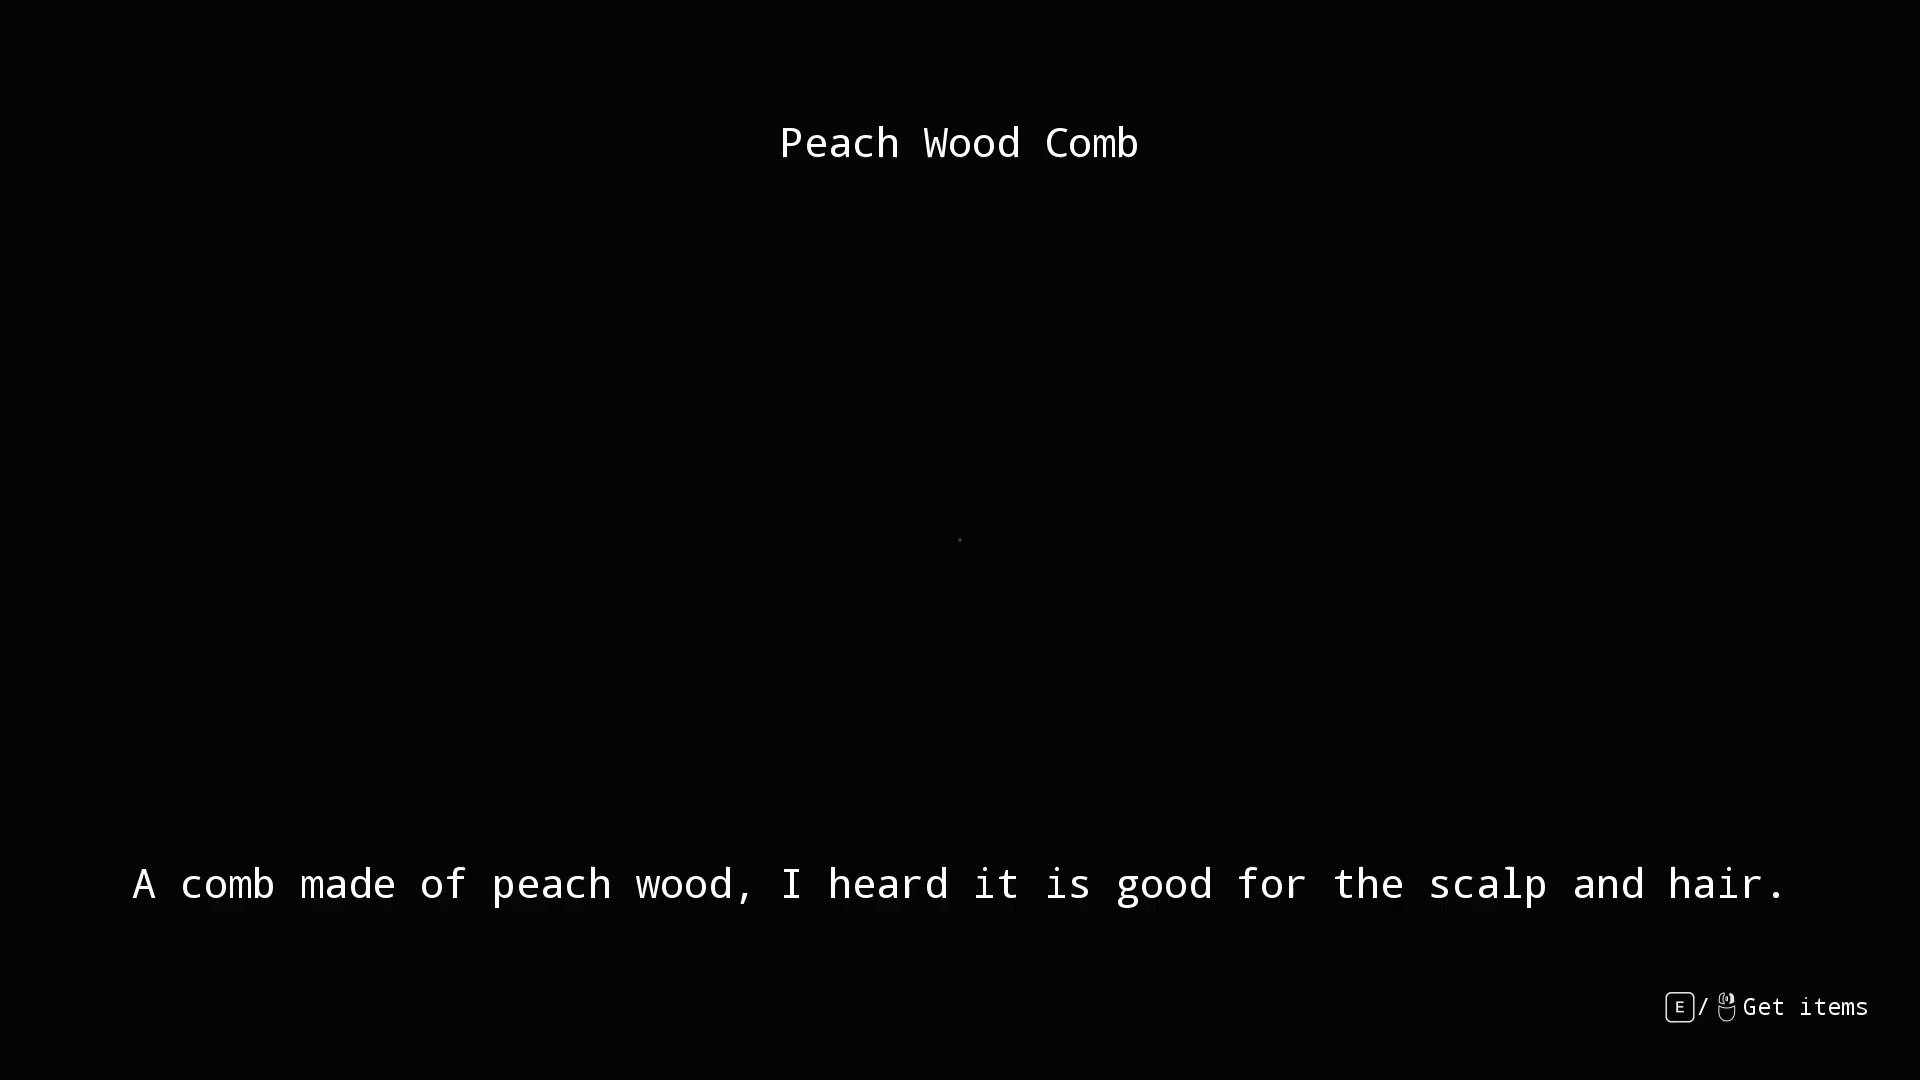 Peach Wood Comb
A comb made of peach wood, I heard it is good for the scalp and hair.
E / Get items